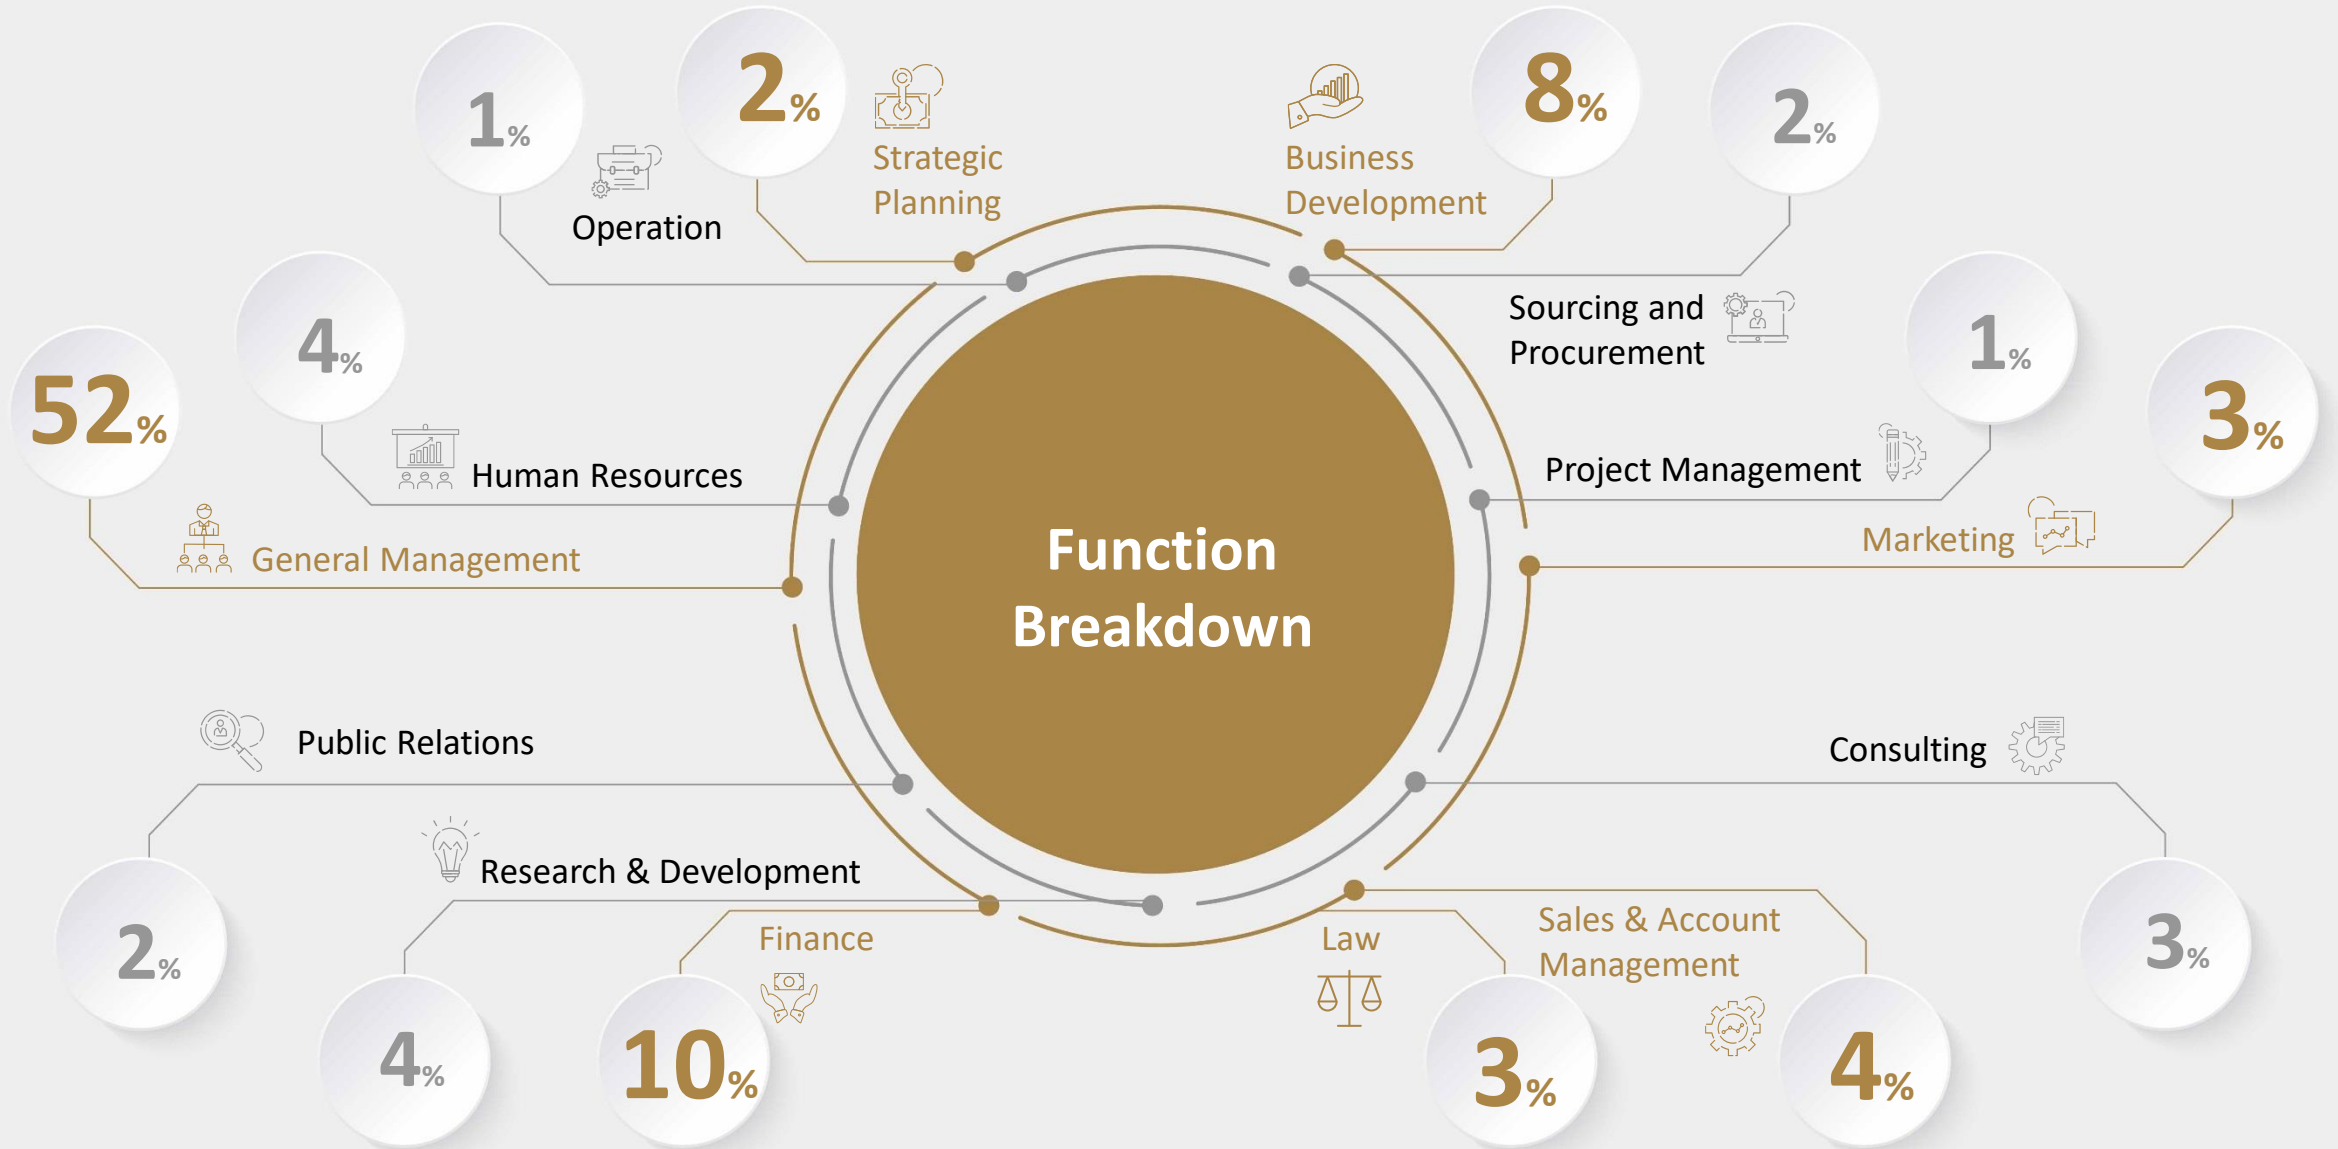 1%
2%
Strategic
Planning
Operation
Business
Development
8%
2%
4%
Human Resources
52%
General Management
Sourcing and
Procurement
1%
Project Management
3%
Marketing
Function
Breakdown
Public Relations
2%
Research & Development
4%
Finance
10%
Law
3%
Sales & Account
Management
4%
Consulting
3%